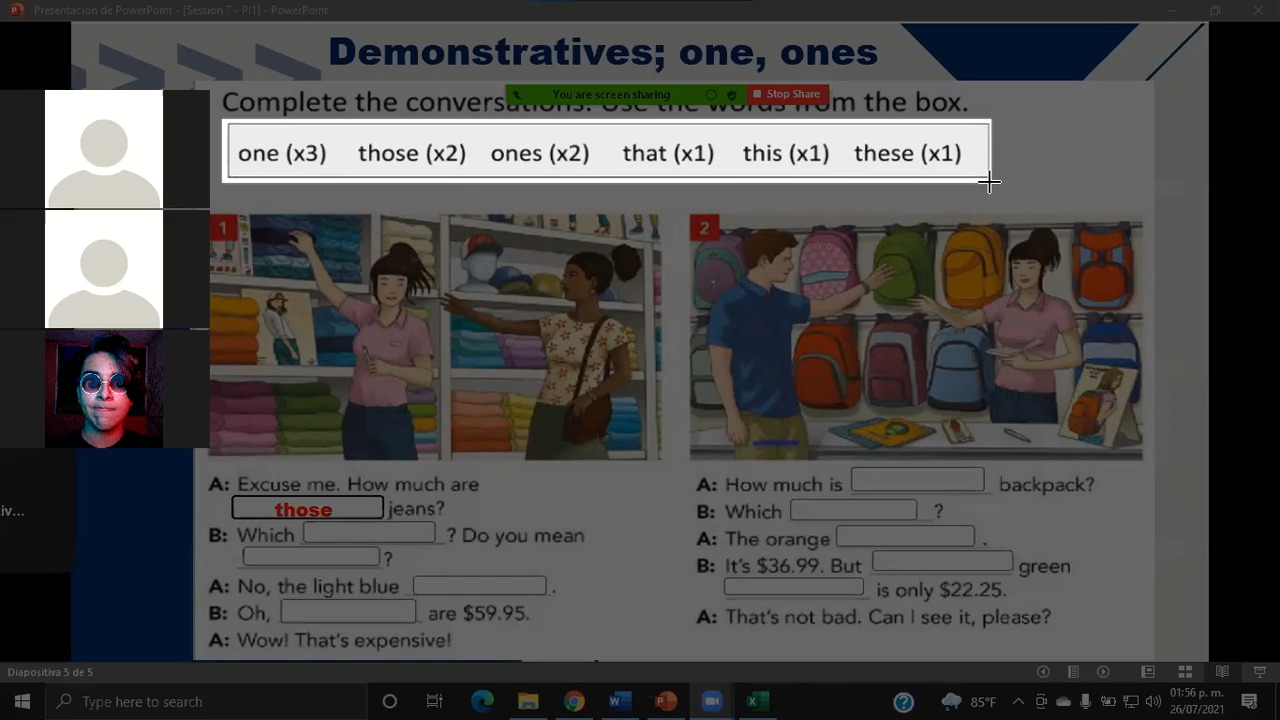 Presentación de PowerPoint - [Session 7 - PI1] - PowerPoint
Demonstratives; one, ones
You are screen sharing
Stop Share
Complete the conversations. Use the words from the box.
one (x3) those (x2) ones (x2) that (x1) this (x1) these (x1)
1
2
A: Excuse me. How much are
those jeans?
B: Which ? Do you mean
?
A: No, the light blue .
B: Oh, are $59.95.
A: Wow! That's expensive!
A: How much is backpack?
B: Which ?
A: The orange .
B: It's $36.99. But green
is only $22.25.
A: That's not bad. Can I see it, please?
iv...
Diapositiva 5 de 5
Type here to search
85°F
01:56 p. m.
26/07/2021